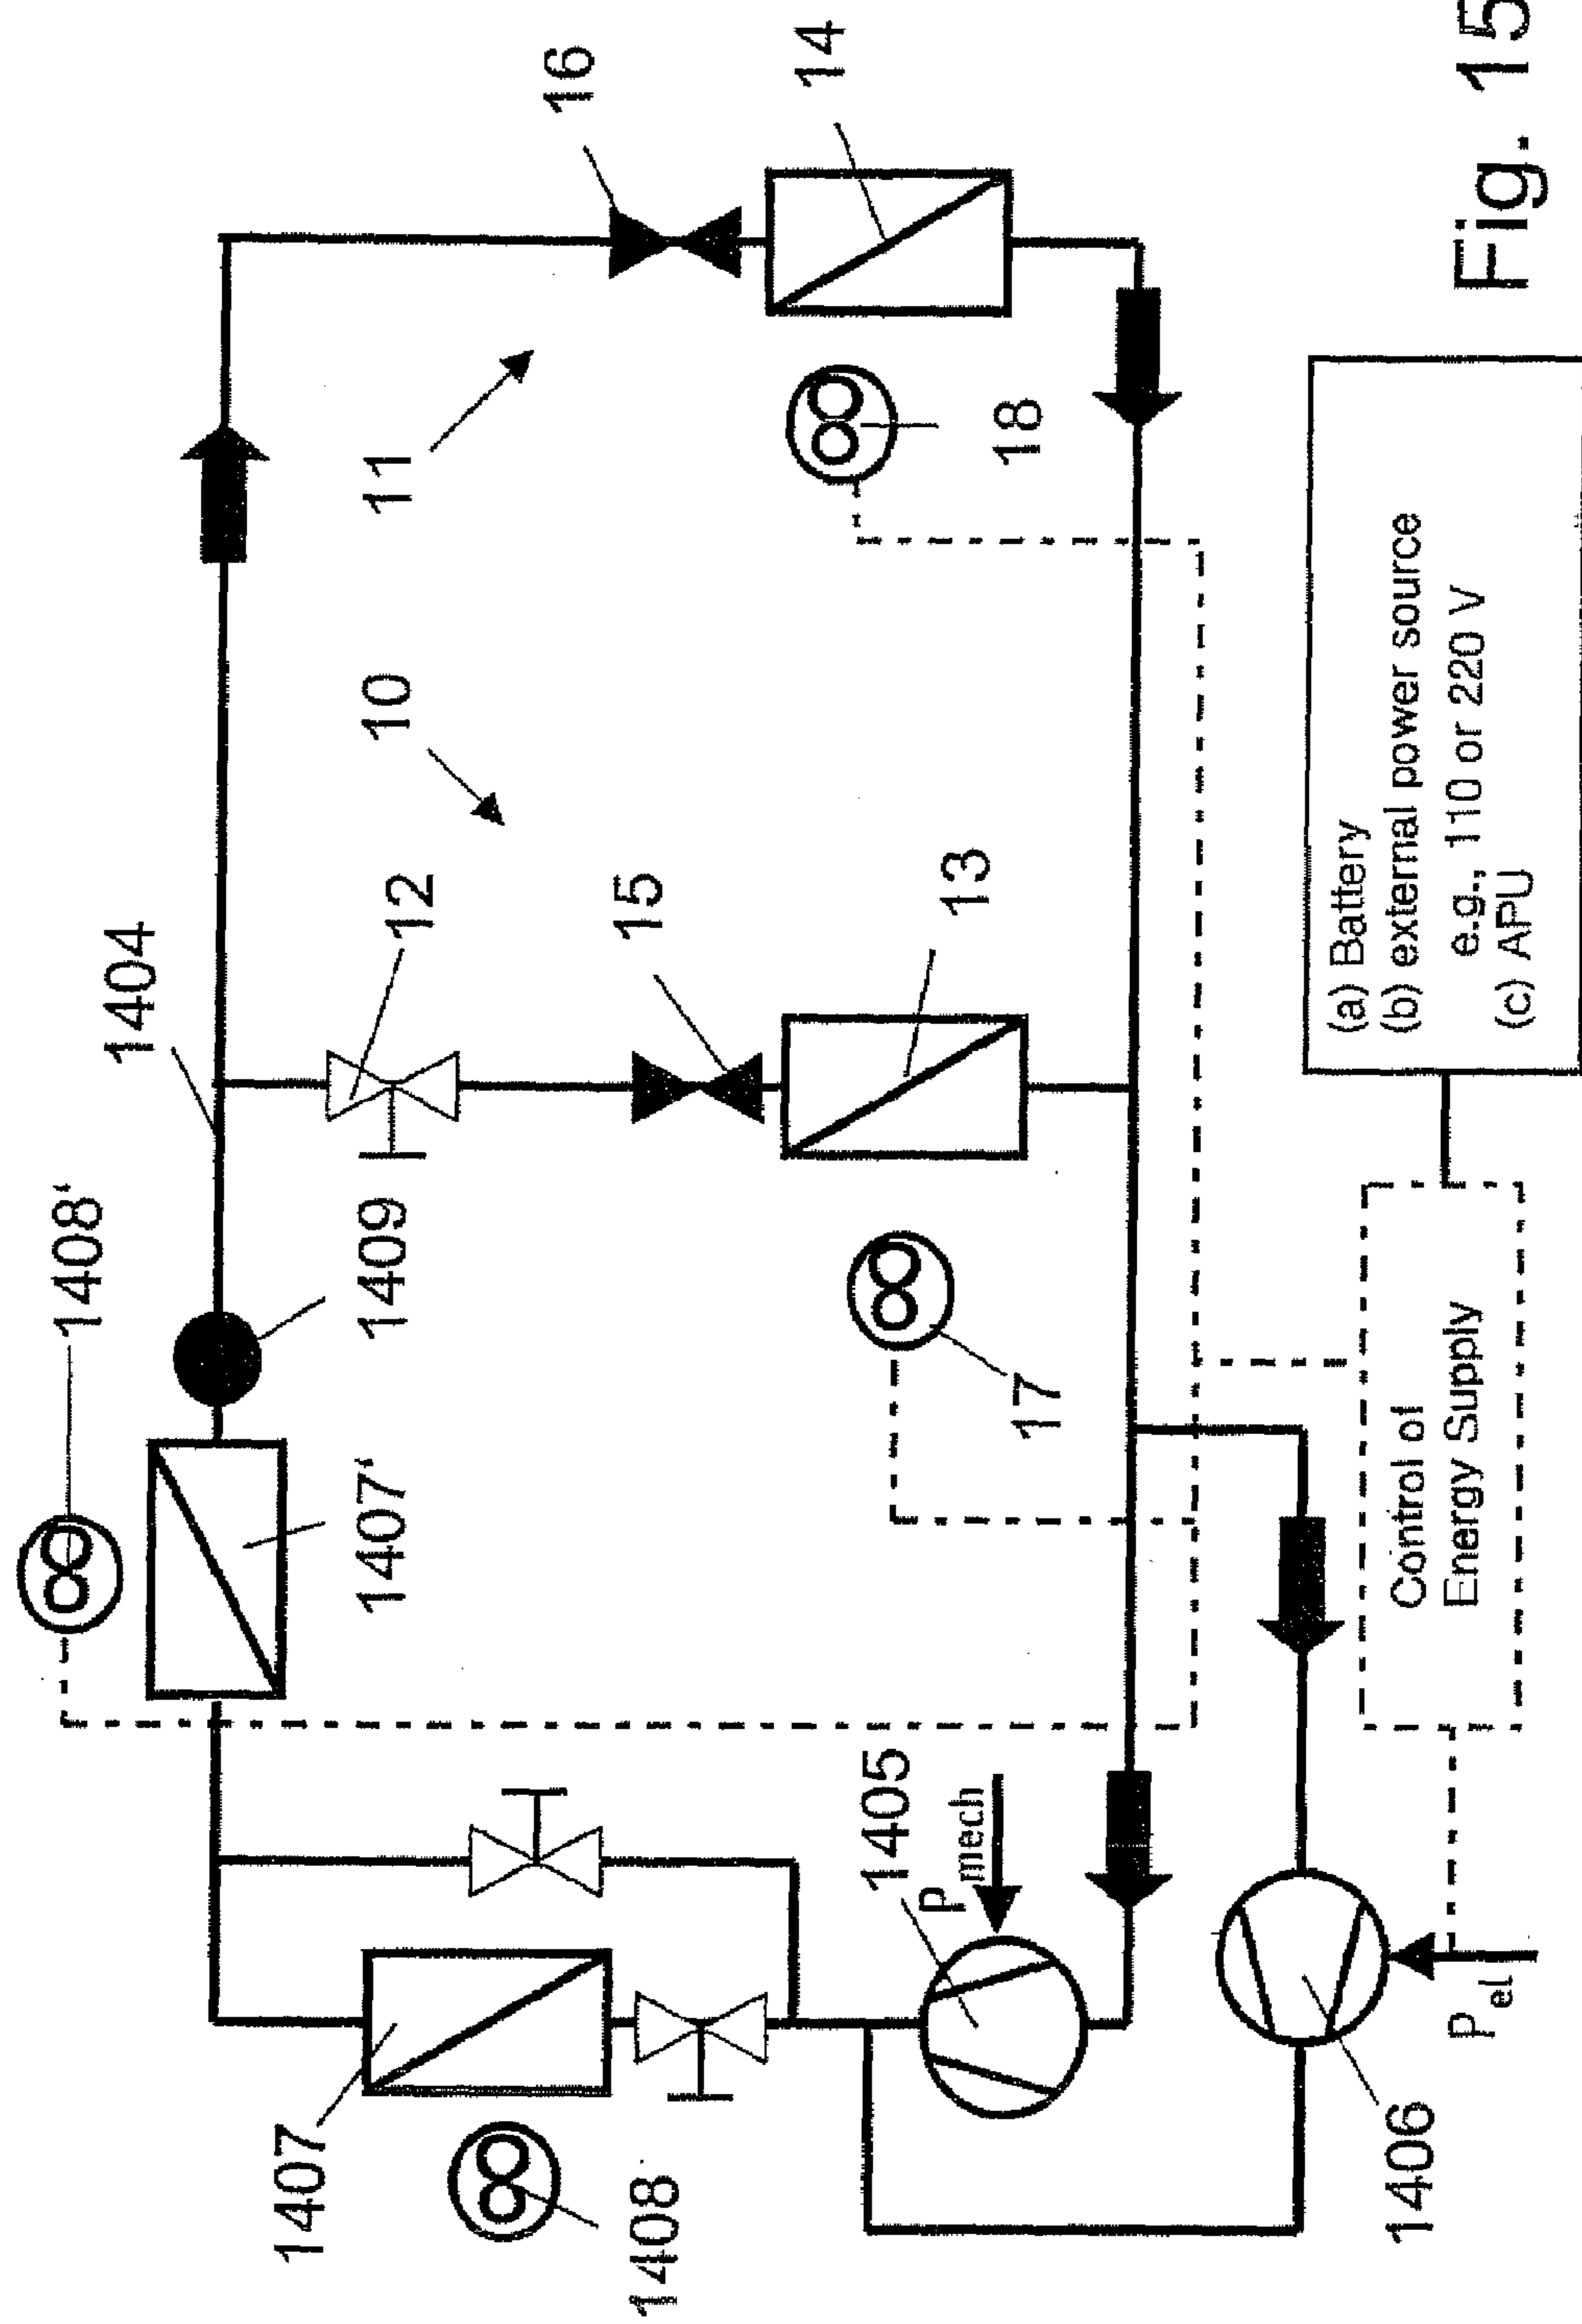 16
14
11
18
10
1404
12
15
13
1408'
1409
1407'
17
1405
P mech
1407
1408
1406
P el
Control of
Energy Supply
(a) Battery
(b) external power source
e.g., 110 or 220 V
(c) APU
Fig. 15